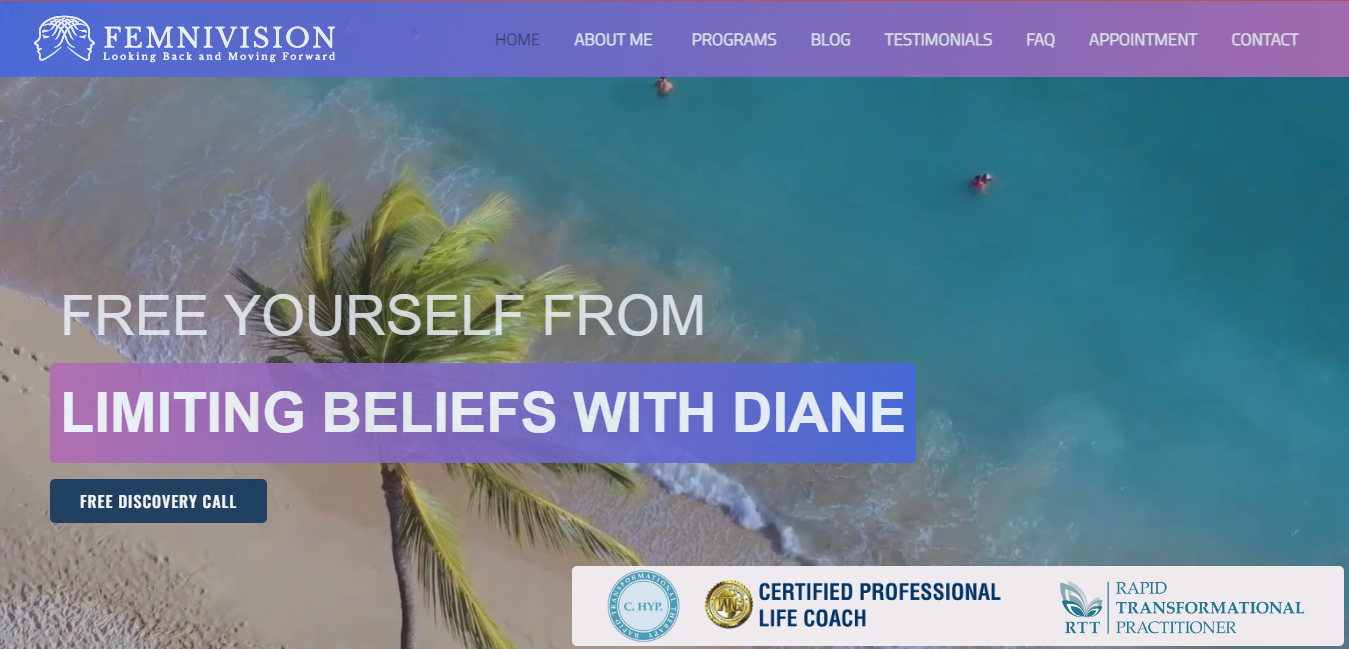 FEMNIVISION
Looking Back and Moving Forward
HOME ABOUT ME PROGRAMS BLOG TESTIMONIALS FAQ APPOINTMENT CONTACT
FREE YOURSELF FROM
LIMITING BELIEFS WITH DIANE
FREE DISCOVERY CALL
RAPID TRANSFORMATIONAL THERAPY
C. HYP.
CERTIFIED PROFESSIONAL
LIFE COACH
RTT
RAPID
TRANSFORMATIONAL
PRACTITIONER